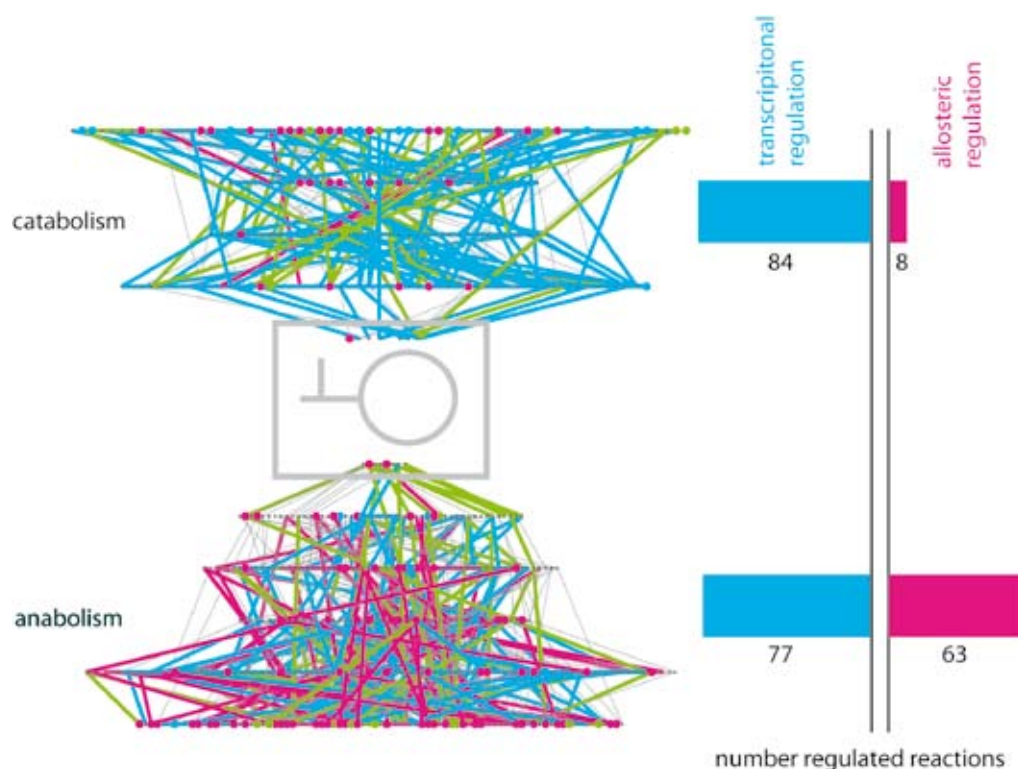 transcripitonal
regulation
allosteric
regulation
catabolism
84
8
anabolism
77
63
number regulated reactions